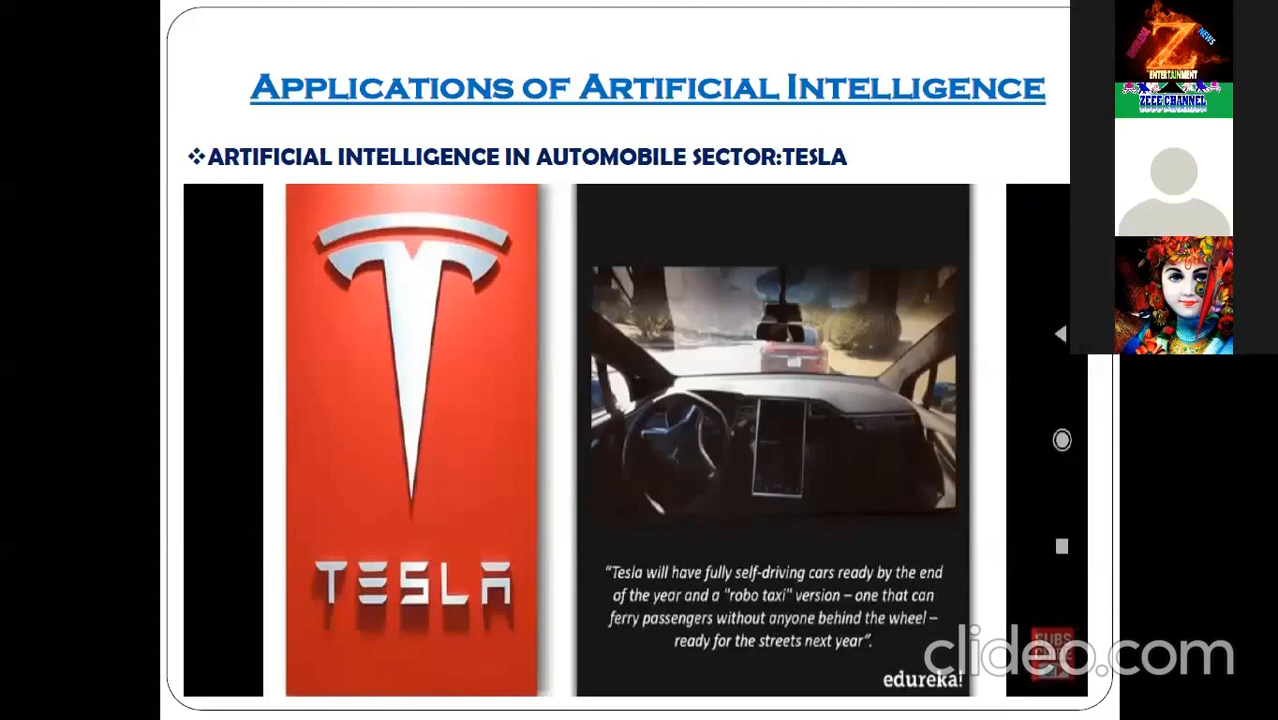 APPLICATIONS OF ARTIFICIAL INTELLIGENCE
❖ARTIFICIAL INTELLIGENCE IN AUTOMOBILE SECTOR:TESLA
TESLA
“Tesla will have fully self-driving cars ready by the end
of the year and a "robo taxi" version – one that can
ferry passengers without anyone behind the wheel –
ready for the streets next year”.
edureka!
SUBS
clideo.com
Z
NEWS
ENTERTAINMENT
ZEEE CHANNEL